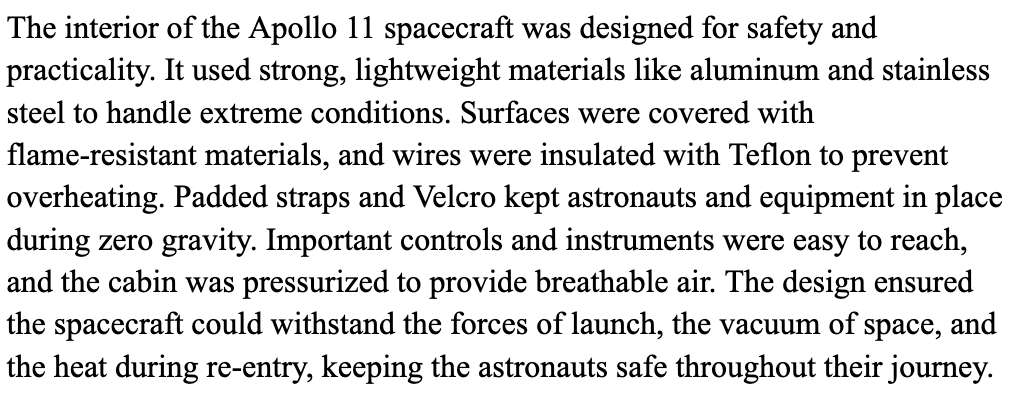 The interior of the Apollo 11 spacecraft was designed for safety and
practicality. It used strong, lightweight materials like aluminum and stainless
steel to handle extreme conditions. Surfaces were covered with
flame-resistant materials, and wires were insulated with Teflon to prevent
overheating. Padded straps and Velcro kept astronauts and equipment in place
during zero gravity. Important controls and instruments were easy to reach,
and the cabin was pressurized to provide breathable air. The design ensured
the spacecraft could withstand the forces of launch, the vacuum of space, and
the heat during re-entry, keeping the astronauts safe throughout their journey.